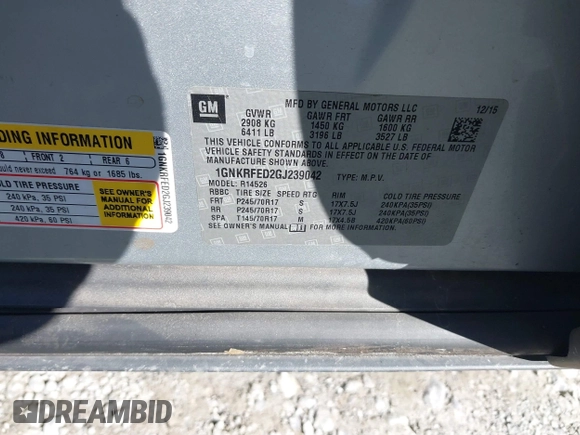 DING INFORMATION
8 FRONT 2 REAR 6
ould never exceed 764 kg or 1685 lbs.
COLD TIRE PRESSURE
240 kPa, 35 PSI
240 kPa, 35 PSI
420 kPa, 60 PSI
SEE OWNER'S
MANUAL FOR
ADDITIONAL
INFORMATION
1GNKRFED2GJ239042
GM
MFD BY GENERAL MOTORS LLC 12/15
GVWR GAWR FRT GAWR RR
2908 KG 1450 KG 1600 KG
6411 LB 3196 LB 3527 LB
THIS VEHICLE CONFORMS TO ALL APPLICABLE U.S. FEDERAL MOTOR
VEHICLE SAFETY STANDARDS IN EFFECT ON THE DATE OF
MANUFACTURE SHOWN ABOVE.
1GNKRFED2GJ239042 TYPE: M.P.V.
MODEL: R14526
RBBC TIRE SIZE SPEED RTG RIM COLD TIRE PRESSURE
FRT P245/70R17 S 17X7.5J 240KPA(35PSI)
RR P245/70R17 S 17X7.5J 240KPA(35PSI)
SPA T145/70R17 M 17X4.5B 420KPA(60PSI)
SEE OWNER'S MANUAL FOR MORE INFORMATION
DREAMBID